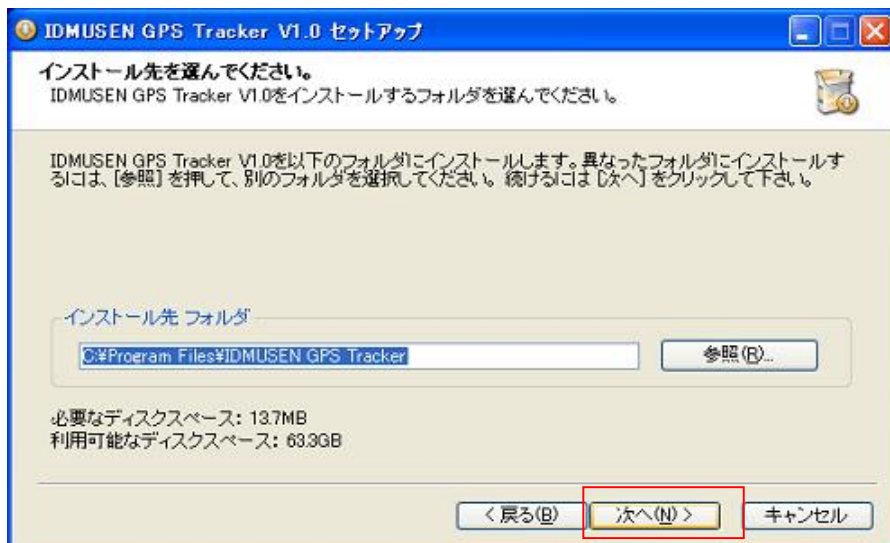 IDMUSEN GPS Tracker V1.0 セットアップ
インストール先を選んでください。
IDMUSEN GPS Tracker V1.0をインストールするフォルダを選んでください。
IDMUSEN GPS Tracker V1.0を以下のフォルダにインストールします。異なったフォルダにインストールす
るには、[参照] を押して、別のフォルダを選択してください。 続けるには [次へ] をクリックして下さい。
インストール先 フォルダ
C:¥Program Files¥IDMUSEN GPS Tracker
参照(R)...
必要なディスクスペース: 13.7MB
利用可能なディスクスペース: 63.3GB
< 戻る(B)
次へ(N) >
キャンセル